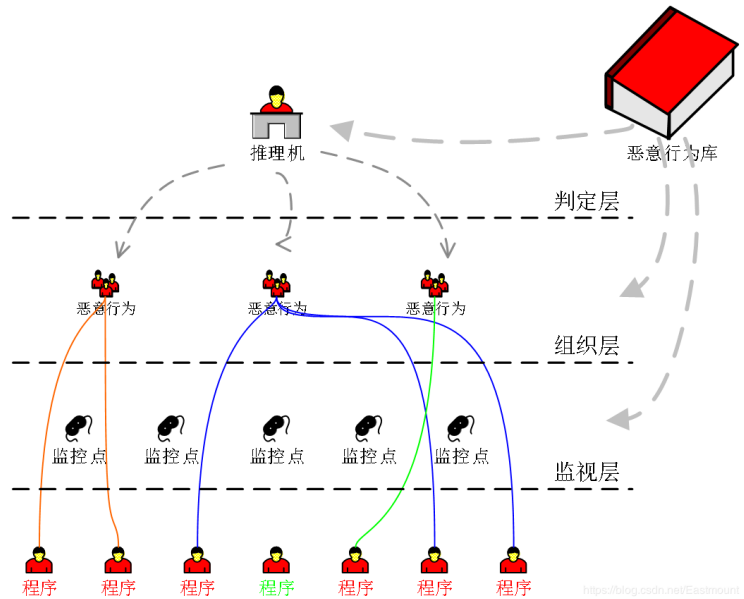 推理机
恶意行为库
判定层
恶意行为
恶意行为
恶意行为
组织层
监控点
监控点
监控点
监控点
监控点
监视层
程序
程序
程序
程序
程序
程序
程序
https://blog.csdn.net/Eastmount